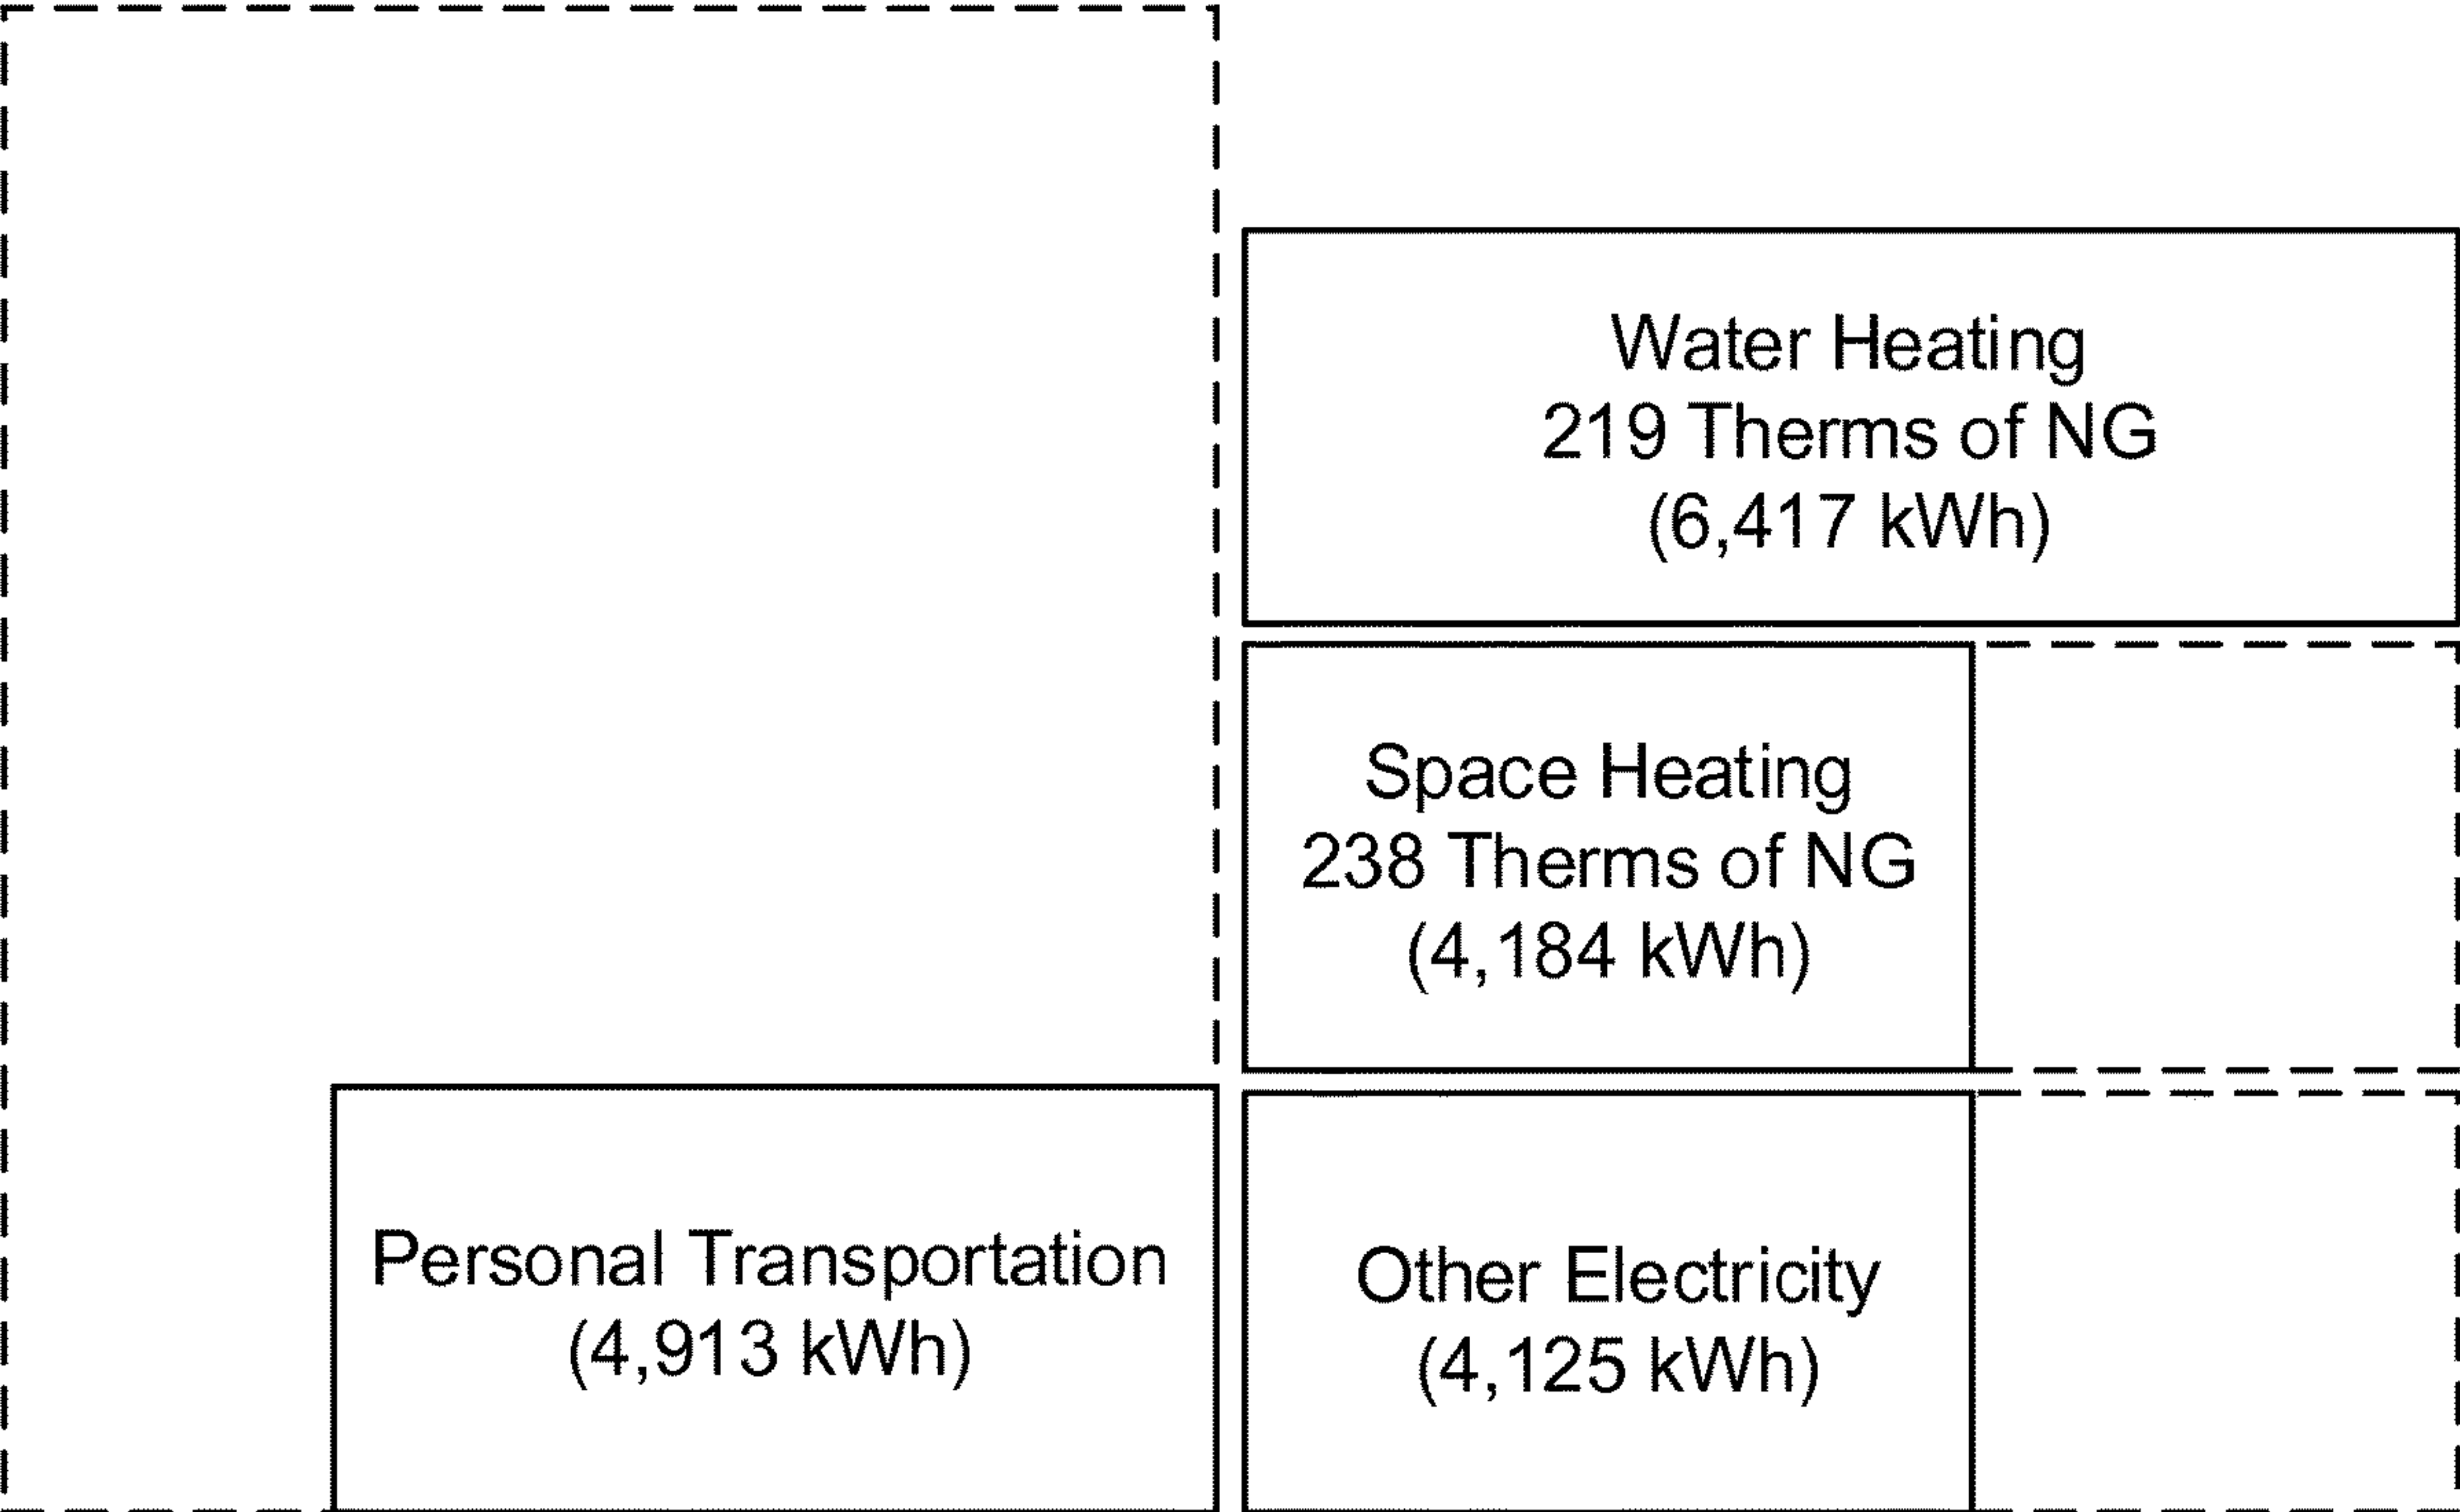 Water Heating
219 Therms of NG
(6,417 kWh)
Space Heating
238 Therms of NG
(4,184 kWh)
Personal Transportation
(4,913 kWh)
Other Electricity
(4,125 kWh)